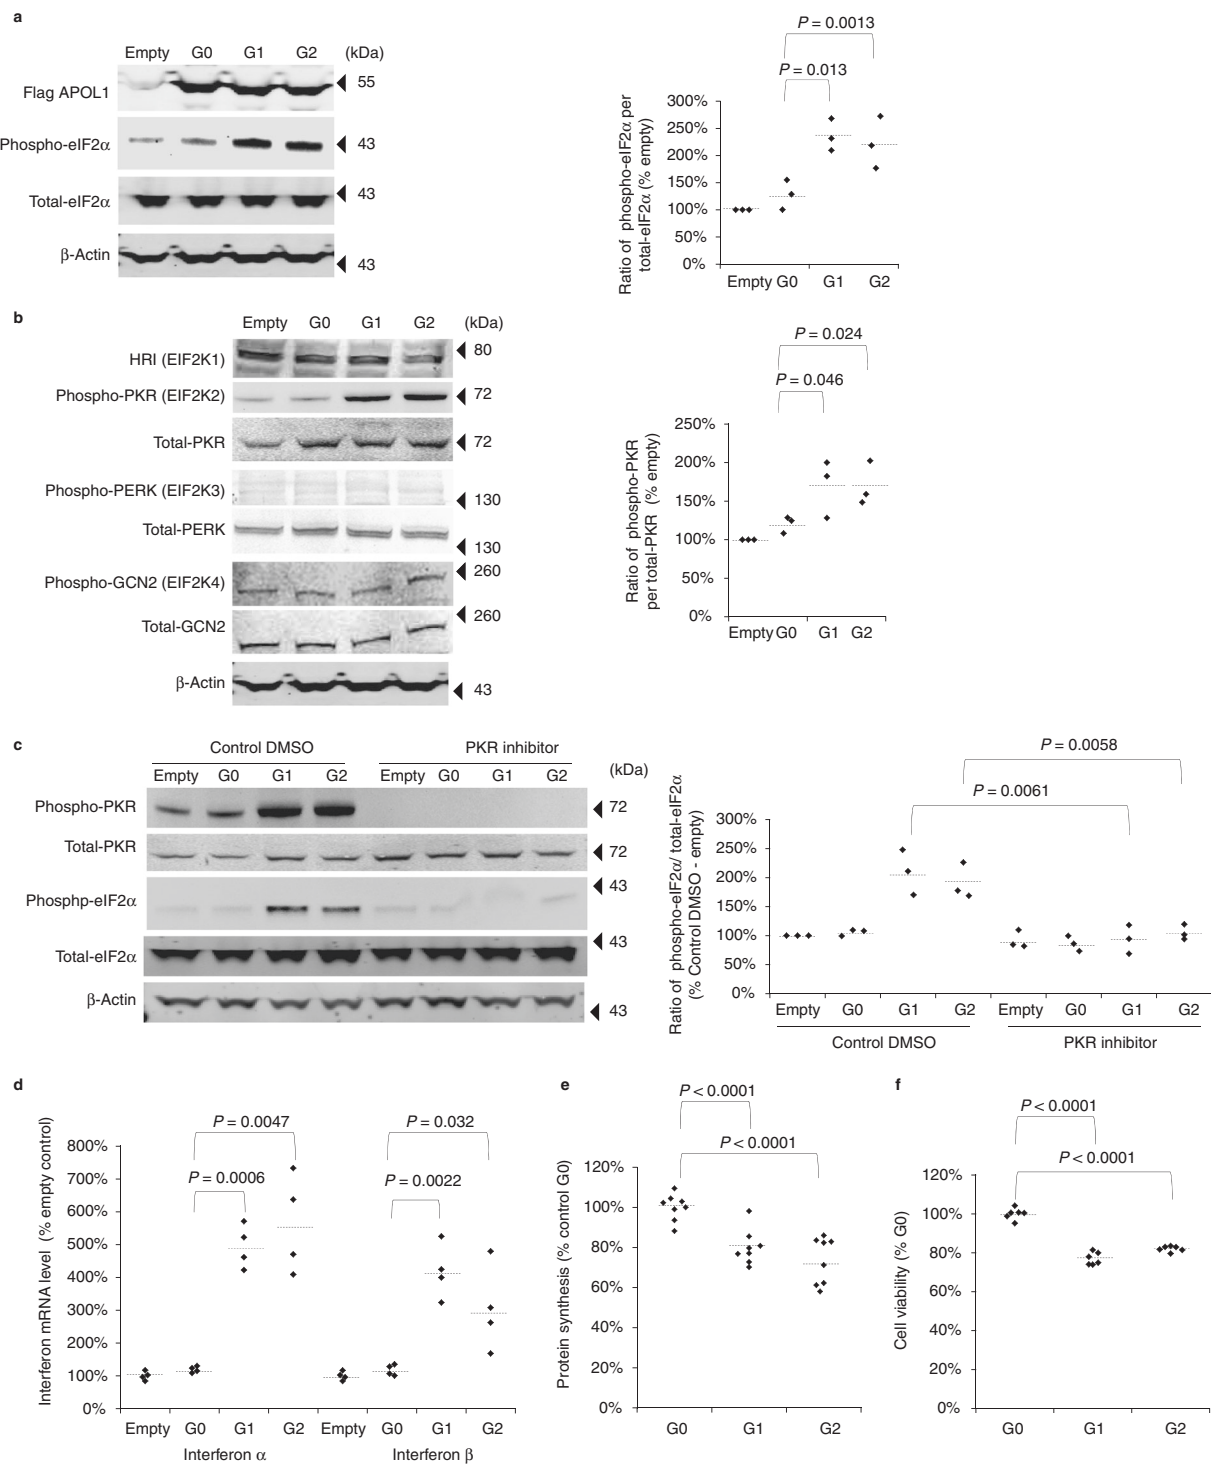 a
Empty G0 G1 G2 (kDa)
Flag APOL1 55
Phospho-eIF2α 43
Total-eIF2α 43
β-Actin 43
P = 0.0013
P = 0.013
Ratio of phospho-eIF2α per
total-eIF2α (% empty)
300%
250%
200%
150%
100%
50%
0%
Empty G0 G1 G2
b
Empty G0 G1 G2 (kDa)
HRI (EIF2K1) 80
Phospho-PKR (EIF2K2) 72
Total-PKR 72
Phospho-PERK (EIF2K3) 130
Total-PERK 130
Phospho-GCN2 (EIF2K4) 260
Total-GCN2 260
β-Actin 43
P = 0.024
P = 0.046
Ratio of phospho-PKR
per total-PKR (% empty)
250%
200%
150%
100%
50%
0%
Empty G0 G1 G2
c
Control DMSO PKR inhibitor
Empty G0 G1 G2 Empty G0 G1 G2 (kDa)
Phospho-PKR 72
Total-PKR 72
Phosphp-eIF2α 43
Total-eIF2α 43
β-Actin 43
P = 0.0058
P = 0.0061
Ratio of phospho-eIF2α/ total-eIF2α
(% Control DMSO - empty)
300%
250%
200%
150%
100%
50%
0%
Empty G0 G1 G2 Empty G0 G1 G2
Control DMSO PKR inhibitor
d
P = 0.0047 P = 0.032
P = 0.0006 P = 0.0022
Interferon mRNA level (% empty control)
800%
700%
600%
500%
400%
300%
200%
100%
0%
Empty G0 G1 G2 Empty G0 G1 G2
Interferon α Interferon β
e
P < 0.0001
P < 0.0001
Protein synthesis (% control G0)
120%
100%
80%
60%
40%
20%
0%
G0 G1 G2
f
P < 0.0001
P < 0.0001
Cell viability (% G0)
120%
100%
80%
60%
40%
20%
0%
G0 G1 G2